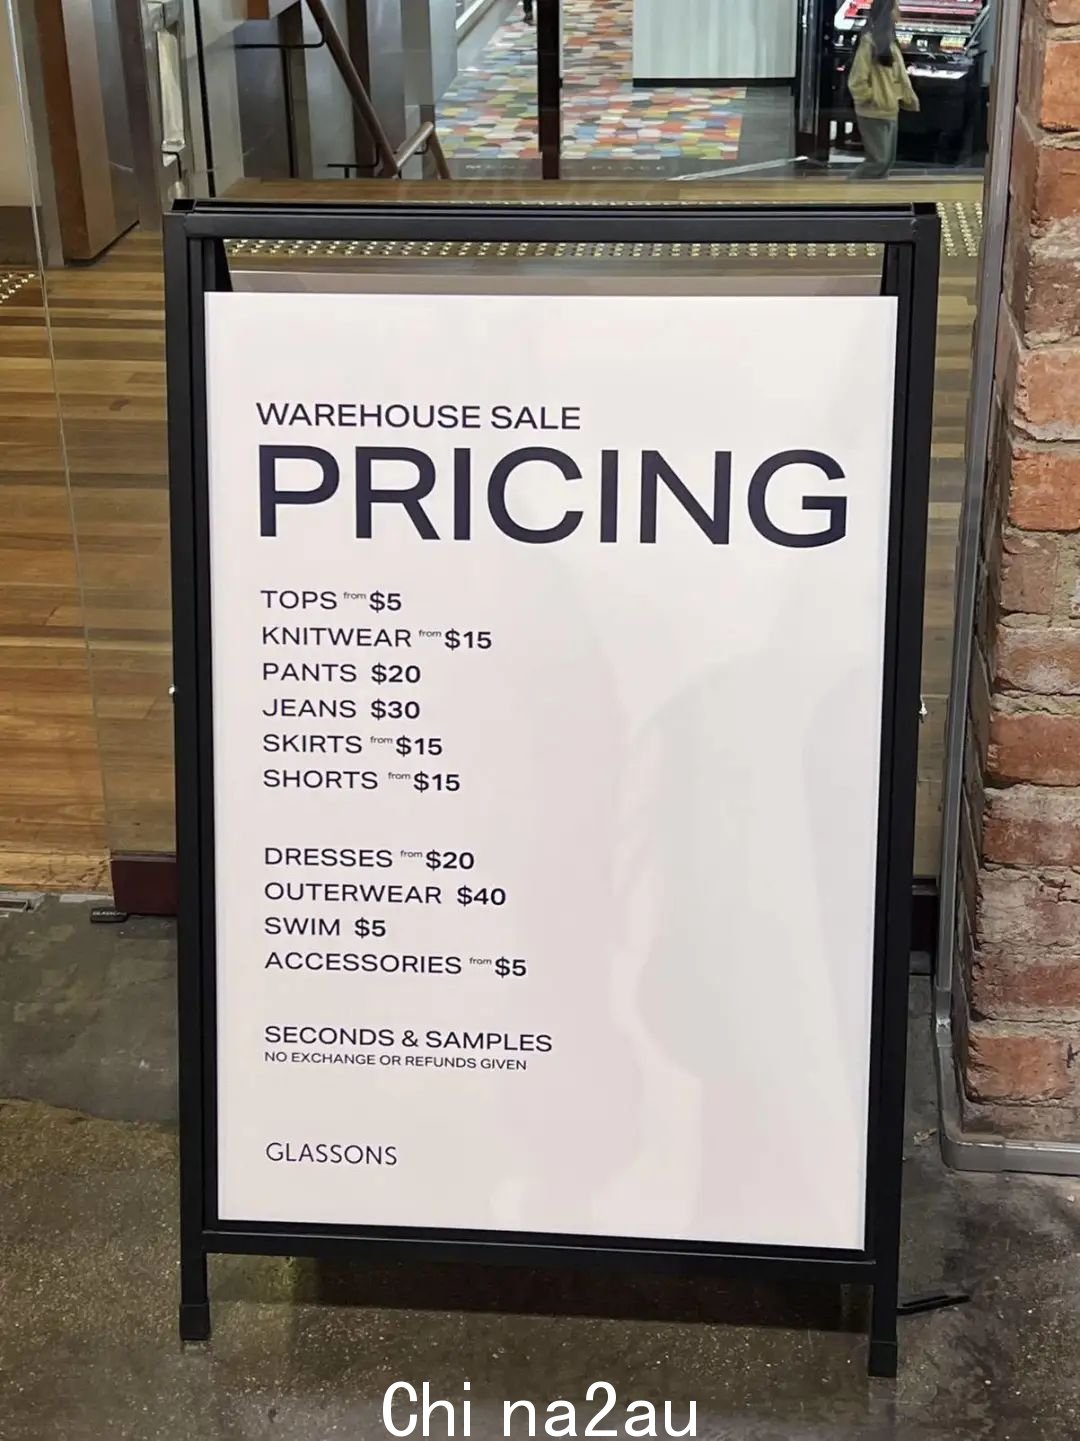 WAREHOUSE SALE
PRICING
TOPS from $5
KNITWEAR from $15
PANTS $20
JEANS $30
SKIRTS from $15
SHORTS from $15
DRESSES from $20
OUTERWEAR $40
SWIM $5
ACCESSORIES from $5
SECONDS & SAMPLES
NO EXCHANGE OR REFUNDS GIVEN
GLASSONS
China2au